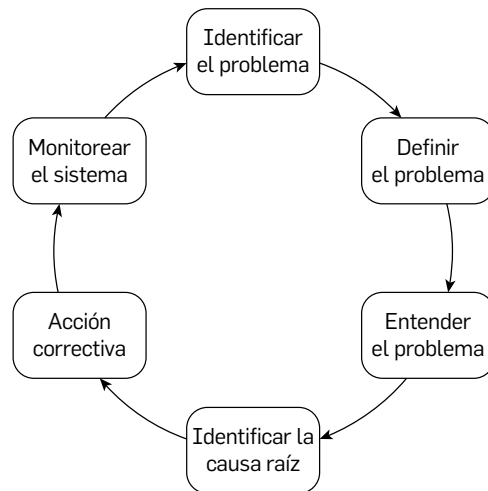 Identificar
el problema
Definir
el problema
Entender
el problema
Identificar la
causa raíz
Acción
correctiva
Monitorear
el sistema